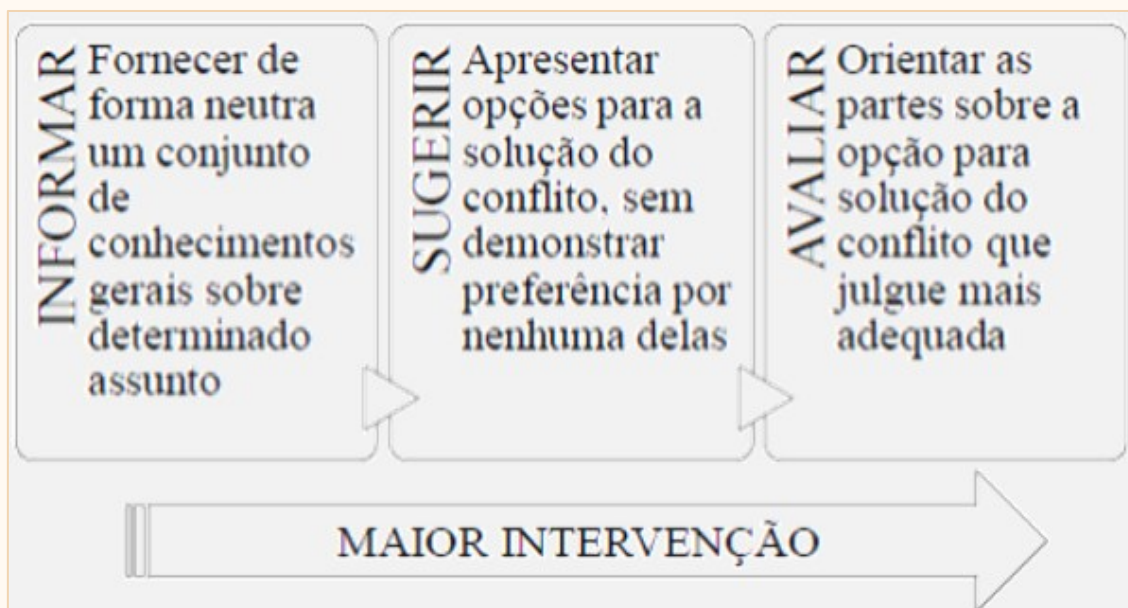 INFORMAR
Fornecer de
forma neutra
um conjunto
de
conhecimentos
gerais sobre
determinado
assunto
SUGERIR
Apresentar
opções para a
solução do
conflito, sem
demonstrar
preferência por
nenhuma delas
AVALIAR
Orientar as
partes sobre a
opção para
solução do
conflito que
julgue mais
adequada
MAIOR INTERVENÇÃO